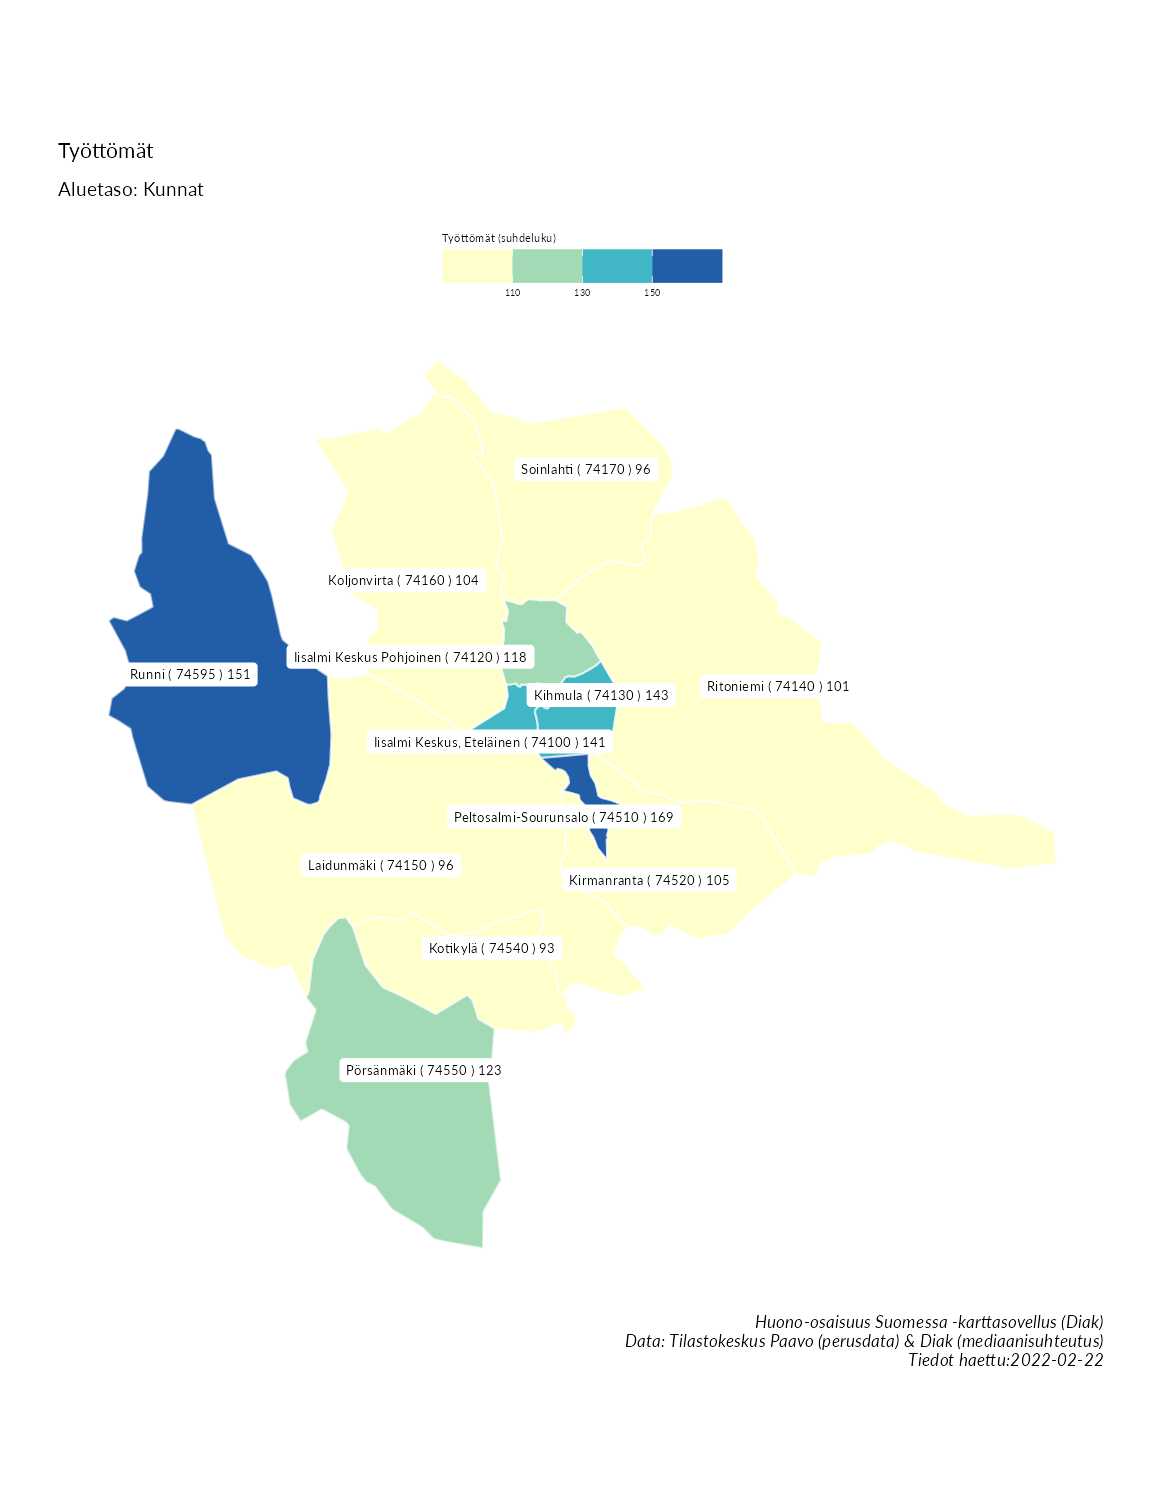 Työttömät
Aluetaso: Kunnat
Työttömät (suhdeluku)
110 130 150
Soinlahti ( 74170 ) 96
Koljonvirta ( 74160 ) 104
Iisalmi Keskus Pohjoinen ( 74120 ) 118
Runni ( 74595 ) 151
Ritoniemi ( 74140 ) 101
Kihmula ( 74130 ) 143
Iisalmi Keskus, Eteläinen ( 74100 ) 141
Peltosalmi-Sourunsalo ( 74510 ) 169
Laidunmäki ( 74150 ) 96
Kirmanranta ( 74520 ) 105
Kotikylä ( 74540 ) 93
Pörsänmäki ( 74550 ) 123
Huono-osaisuus Suomessa -karttasovellus (Diak)
Data: Tilastokeskus Paavo (perusdata) & Diak (mediaanisuhteutus)
Tiedot haettu:2022-02-22